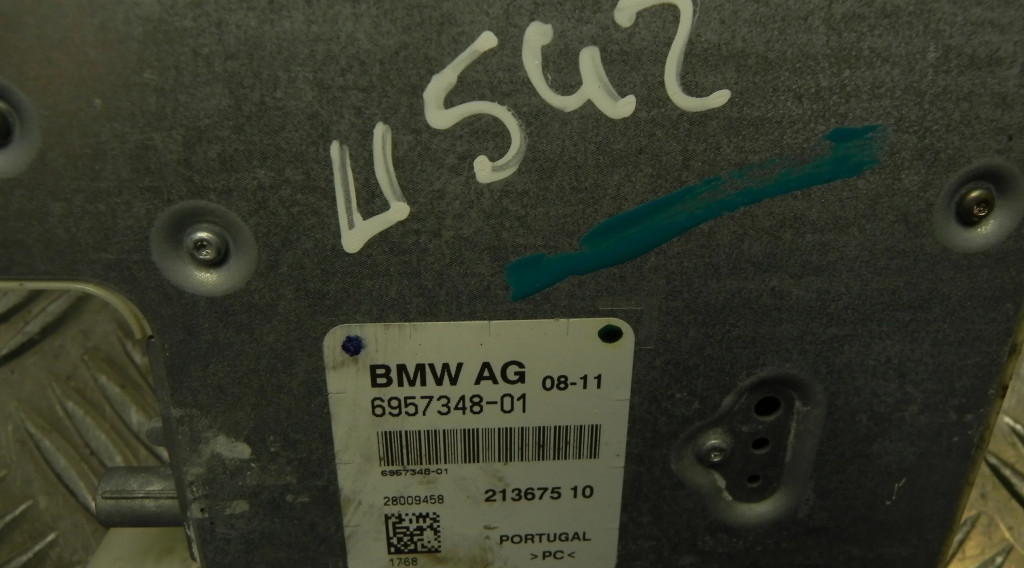 U542
BMW AG 08-11
6957348-01
6957348-01
28009458 213675 10
PORTUGAL
1768 >PC<